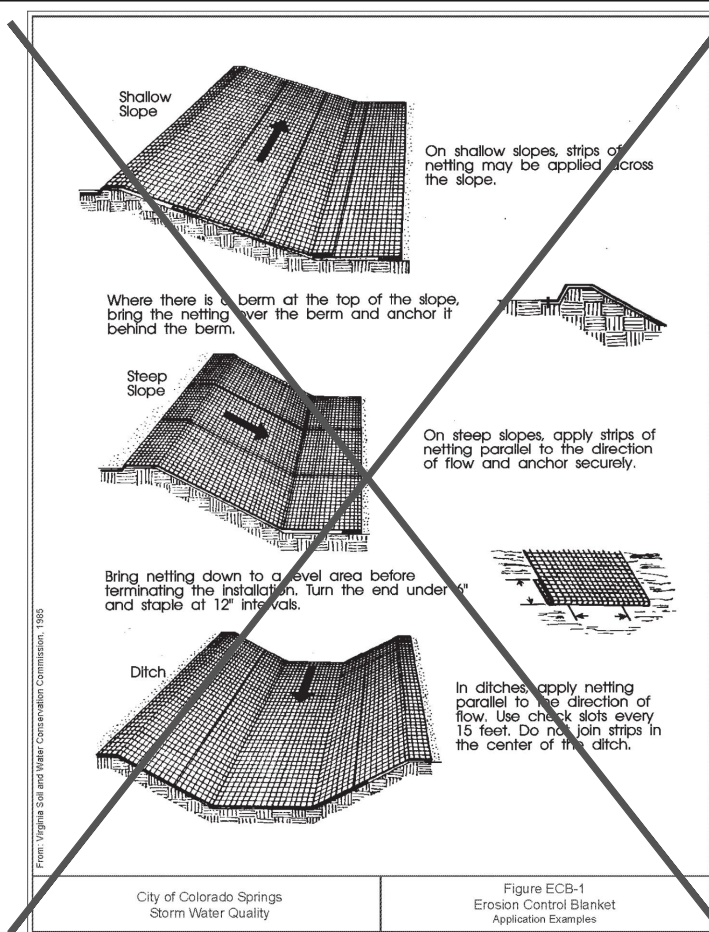 Shallow
Slope
On shallow slopes, strips of
netting may be applied across
the slope.
Where there is a berm at the top of the slope,
bring the netting over the berm and anchor it
behind the berm.
Steep
Slope
On steep slopes, apply strips of
netting parallel to the direction
of flow and anchor securely.
Bring netting down to a level area before
terminating the installation. Turn the end under 6"
and staple at 12" intervals.
Ditch
In ditches, apply netting
parallel to the direction of
flow. Use check slots every
15 feet. Do not join strips in
the center of the ditch.
From: Virginia Soil and Water Conservation Commission, 1985
City of Colorado Springs
Storm Water Quality
Figure ECB-1
Erosion Control Blanket
Application Examples